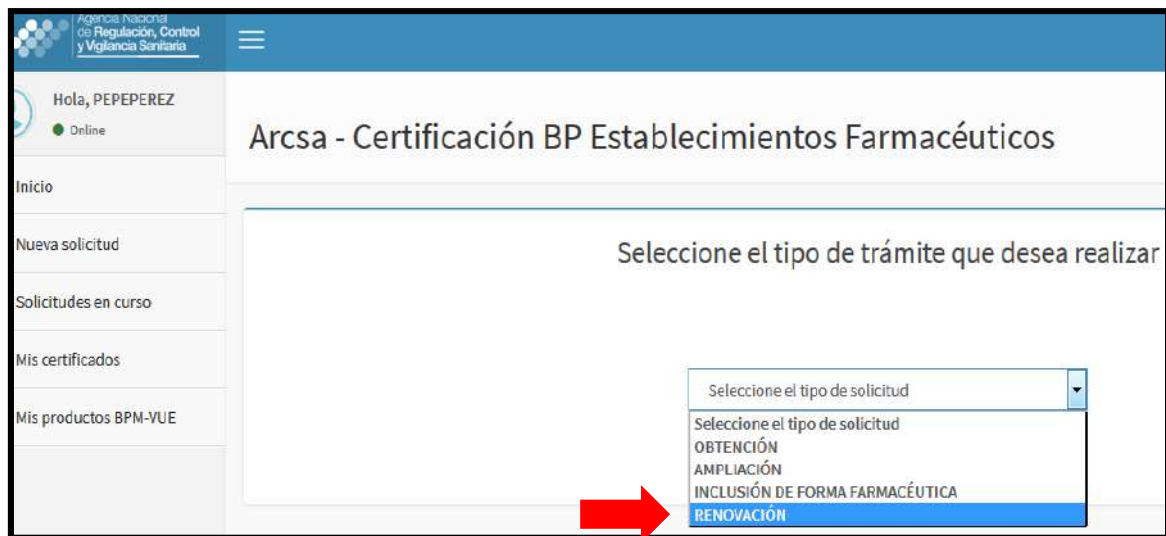 Agencia Nacional
de Regulación, Control
y Vigilancia Sanitaria
Hola, PEPEPEREZ
Online
Inicio
Nueva solicitud
Solicitudes en curso
Mis certificados
Mis productos BPM-VUE
Arcsa - Certificación BP Establecimientos Farmacéuticos
Seleccione el tipo de trámite que desea realizar
Seleccione el tipo de solicitud
Seleccione el tipo de solicitud
OBTENCIÓN
AMPLIACIÓN
INCLUSIÓN DE FORMA FARMACÉUTICA
RENOVACIÓN